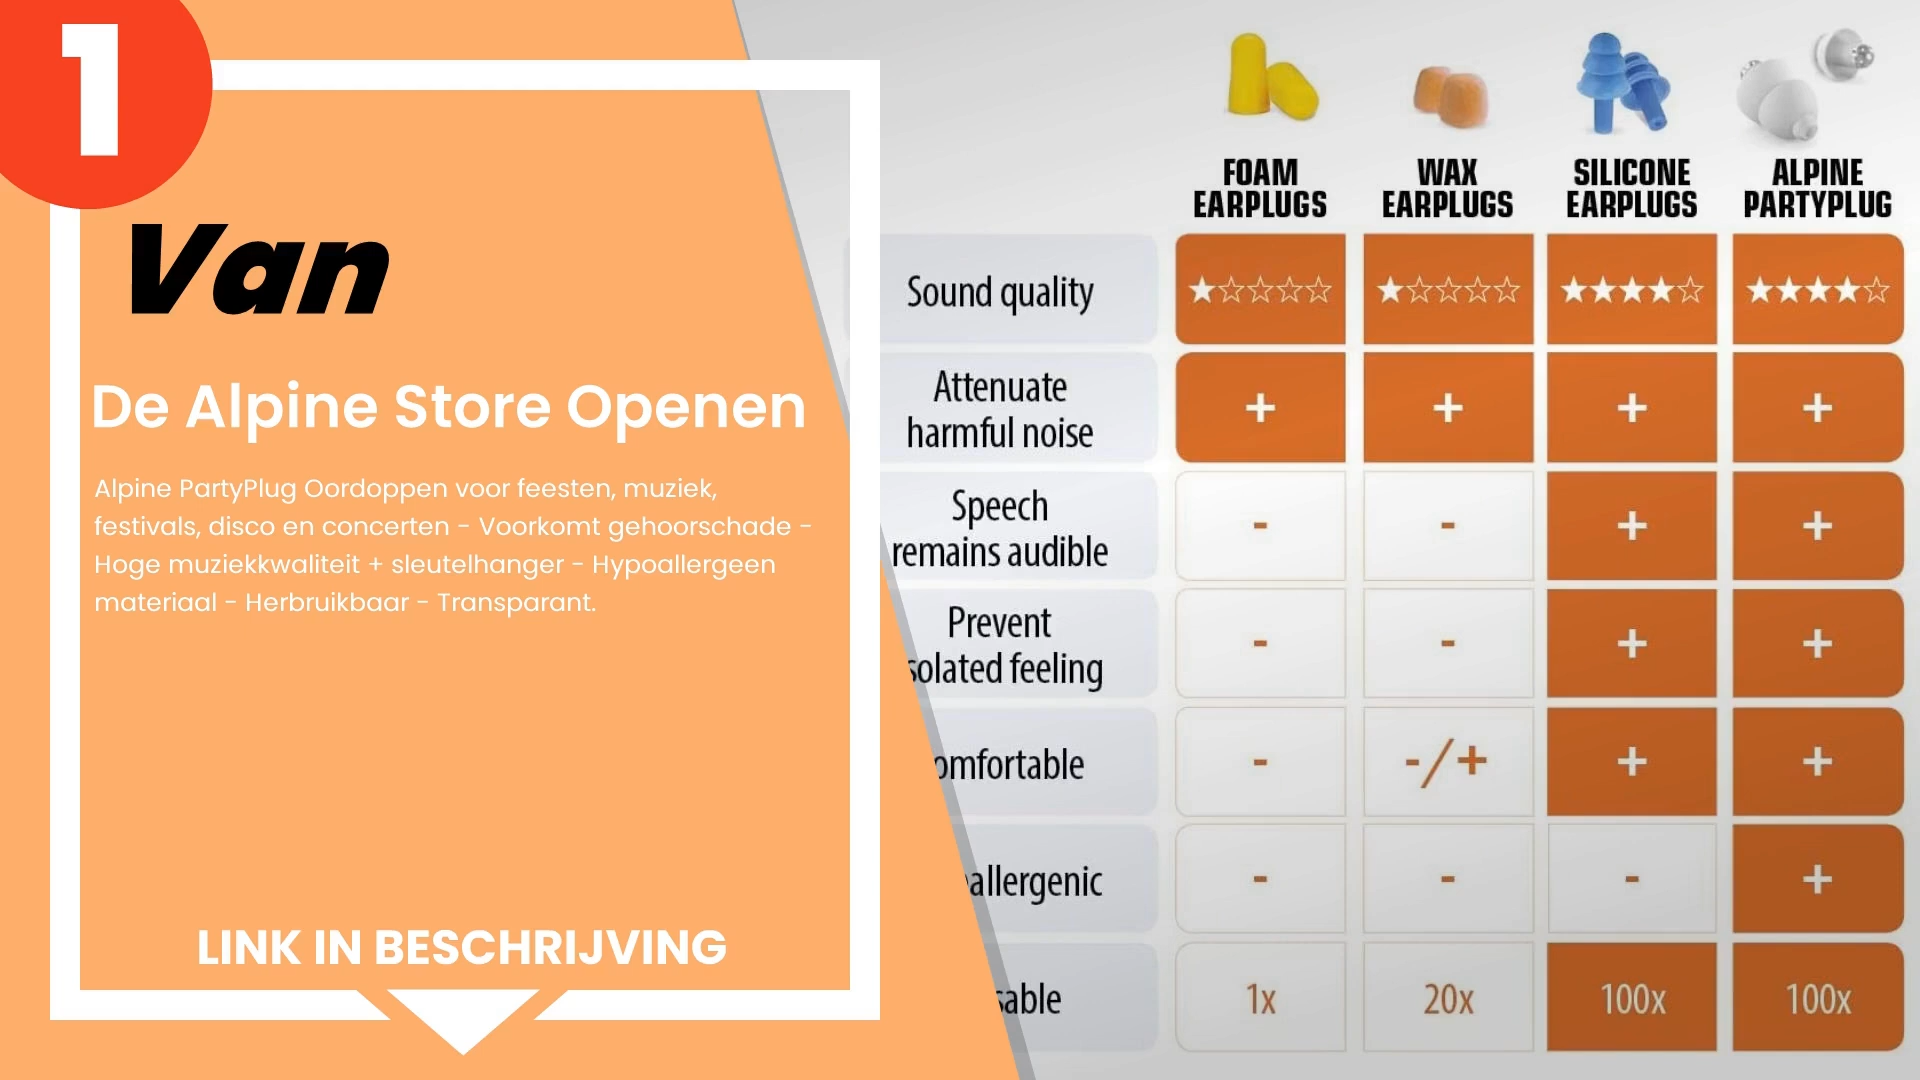 1
Van
De Alpine Store Openen
Alpine PartyPlug Oordoppen voor feesten, muziek,
festivals, disco en concerten - Voorkomt gehoorschade -
Hoge muziekkwaliteit + sleutelhanger - Hypoallergeen
materiaal - Herbruikbaar - Transparant.
LINK IN BESCHRIJVING
FOAM EARPLUGS
WAX EARPLUGS
SILICONE EARPLUGS
ALPINE PARTYPLUG
Sound quality ★☆☆☆☆ ★☆☆☆☆ ★★★★☆ ★★★★☆
Attenuate
harmful noise + + + +
Speech
remains audible - - + +
Prevent
solated feeling - - + +
omfortable - -/+ + +
allergenic - - - +
sable 1x 20x 100x 100x